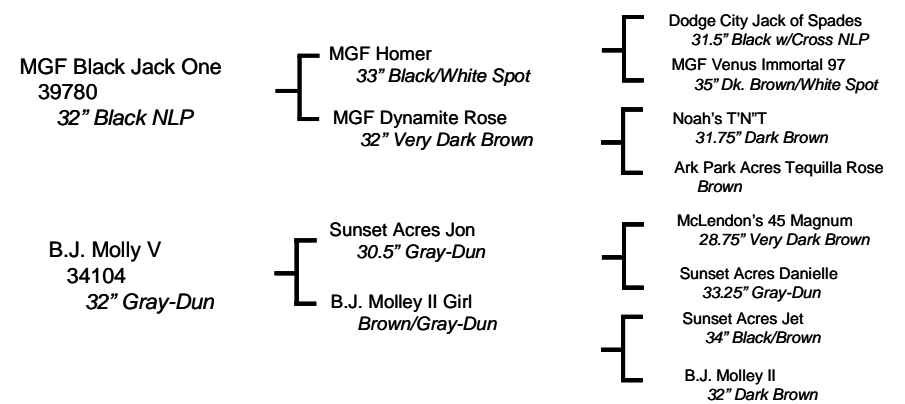 MGF Black Jack One
39780
32” Black NLP
MGF Homer
33” Black/White Spot
MGF Dynamite Rose
32” Very Dark Brown
Dodge City Jack of Spades
31.5” Black w/Cross NLP
MGF Venus Immortal 97
35” Dk. Brown/White Spot
Noah’s T’N”T
31.75” Dark Brown
Ark Park Acres Tequilla Rose
Brown
B.J. Molly V
34104
32” Gray-Dun
Sunset Acres Jon
30.5” Gray-Dun
B.J. Molley II Girl
Brown/Gray-Dun
McLendon’s 45 Magnum
28.75” Very Dark Brown
Sunset Acres Danielle
33.25” Gray-Dun
Sunset Acres Jet
34” Black/Brown
B.J. Molley II
32” Dark Brown